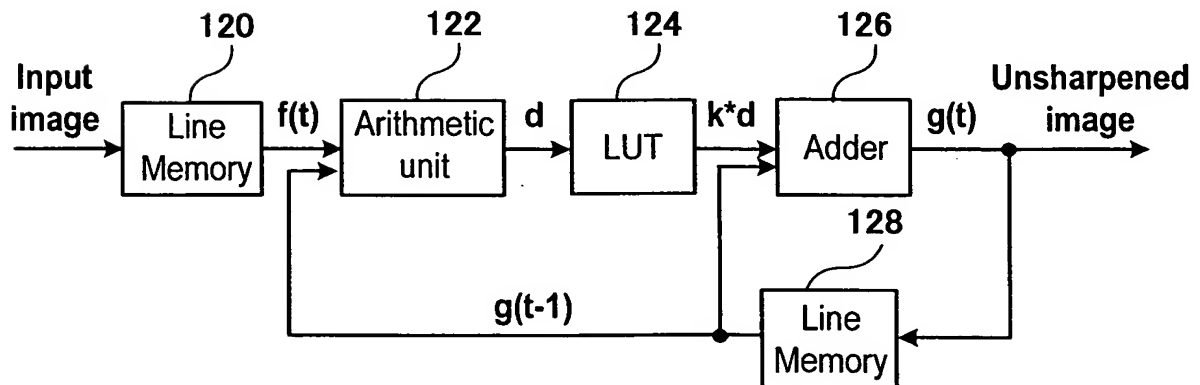 120
122
124
126
Input
image
Line
Memory
f(t)
Arithmetic
unit
d
LUT
k*d
Adder
g(t)
Unsharpened
image
128
g(t-1)
Line
Memory